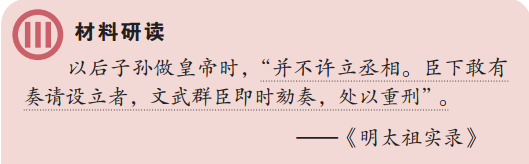 材料研读
以后子孙做皇帝时，“并不许立丞相。臣下敢有
奏请设立者，文武群臣即时劾奏，处以重刑”。
——《明太祖实录》